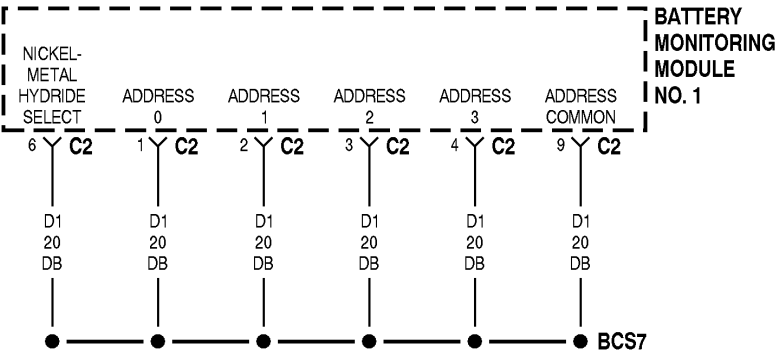 BATTERY
MONITORING
MODULE
NO. 1
NICKEL-
METAL
HYDRIDE
SELECT
ADDRESS
0
ADDRESS
1
ADDRESS
2
ADDRESS
3
ADDRESS
COMMON
6 C2 1 C2 2 C2 3 C2 4 C2 9 C2
D1 D1 D1 D1 D1 D1
20 20 20 20 20 20
DB DB DB DB DB DB
BCS7